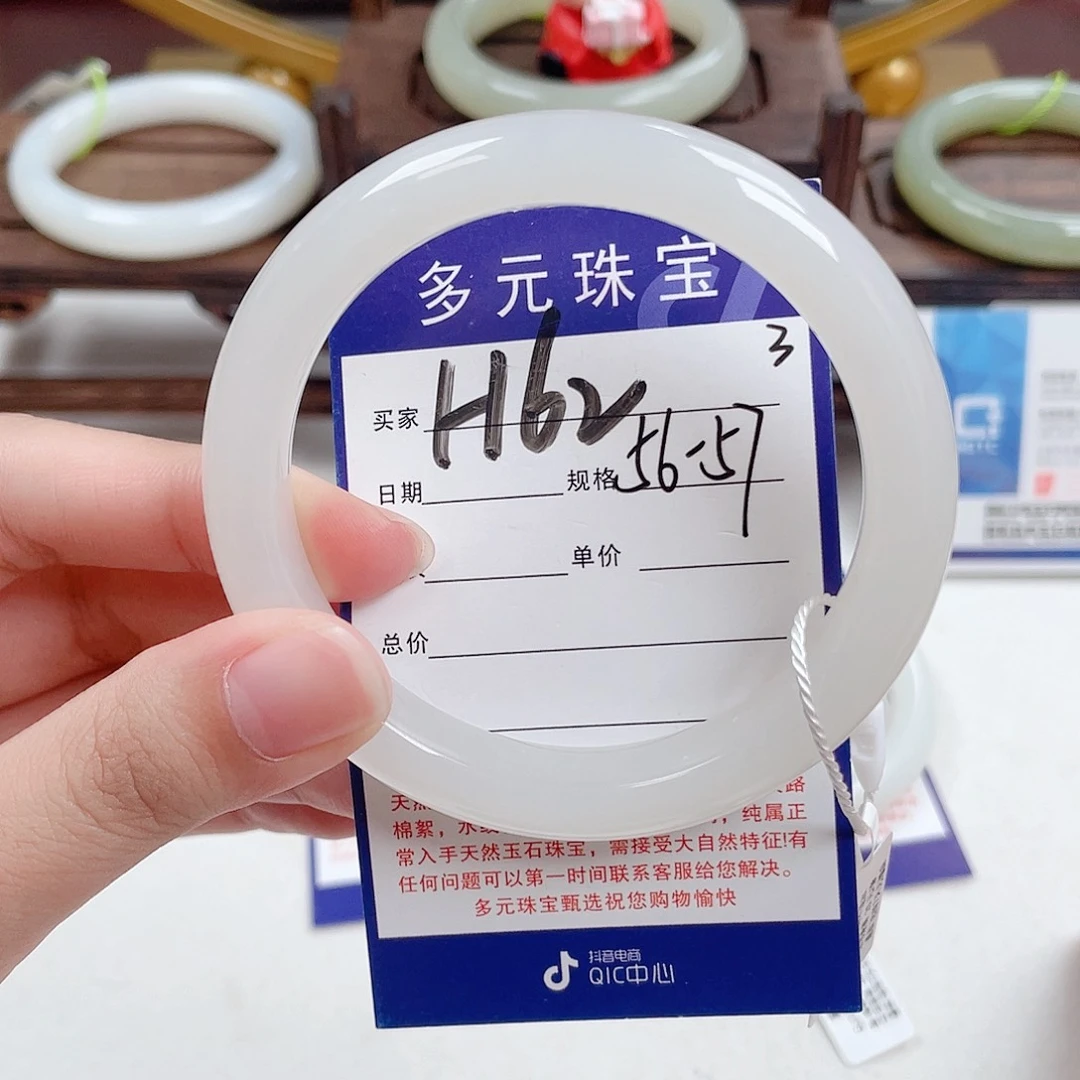 多元珠宝
3
买家 H62
日期 规格 56-57
单价
总价
棉絮,
,纯属正
常入手天然玉石珠宝,需接受大自然特征!有
任何问题可以第一时间联系客服给您解决。
多元珠宝甄选祝您购物愉快
抖音电商
QIC中心